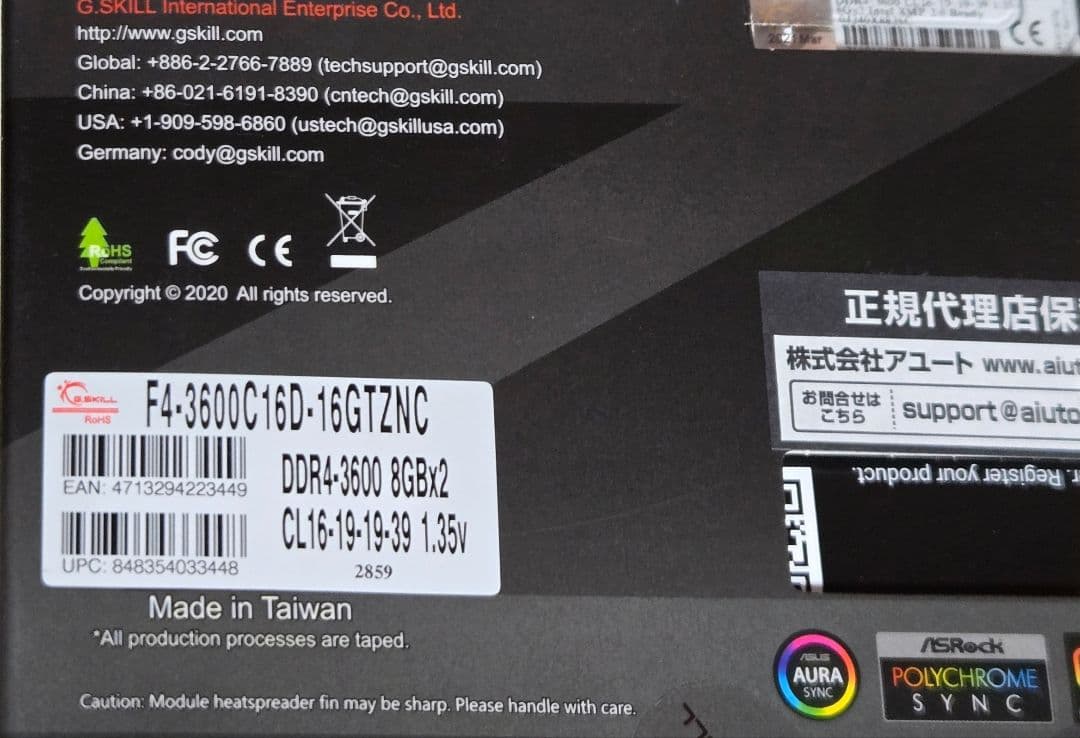 G.SKILL International Enterprise Co., Ltd.
http://www.gskill.com
Global: +886-2-2766-7889 (techsupport@gskill.com)
China: +86-021-6191-8390 (cntech@gskill.com)
USA: +1-909-598-6860 (ustech@gskillusa.com)
Germany: cody@gskill.com
RoHS
Compliant
FC CE
Copyright © 2020 All rights reserved.
CE
正規代理店保
株式会社アユート www.aiut
お問合せは
こちら
support@aiuto
r. Register your product.
G.SKILL
RoHS
F4-3600C16D-16GTZNC
EAN: 4713294223449
DDR4-3600 8GBx2
CL16-19-19-39 1.35v
UPC: 848354033448
2859
Made in Taiwan
*All production processes are taped.
Caution: Module heatspreader fin may be sharp. Please handle with care.
ASUS
AURA
SYNC
ASRock
POLYCHROME
SYNC